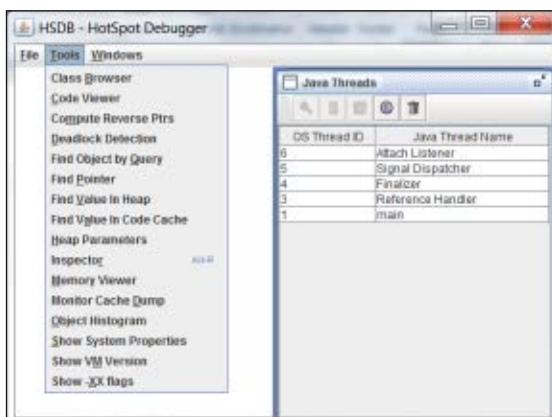 HSDB - HotSpot Debugger
File Tools Windows
Class Browser
Code Viewer
Compute Reverse Ptrs
Deadlock Detection
Find Object by Query
Find Pointer
Find Value In Heap
Find Value In Code Cache
Heap Parameters
Inspector Alt-R
Memory Viewer
Monitor Cache Dump
Object Histogram
Show System Properties
Show VM Version
Show -XX flags
Java Threads
OS Thread ID Java Thread Name
6 Attach Listener
5 Signal Dispatcher
4 Finalizer
3 Reference Handler
1 main